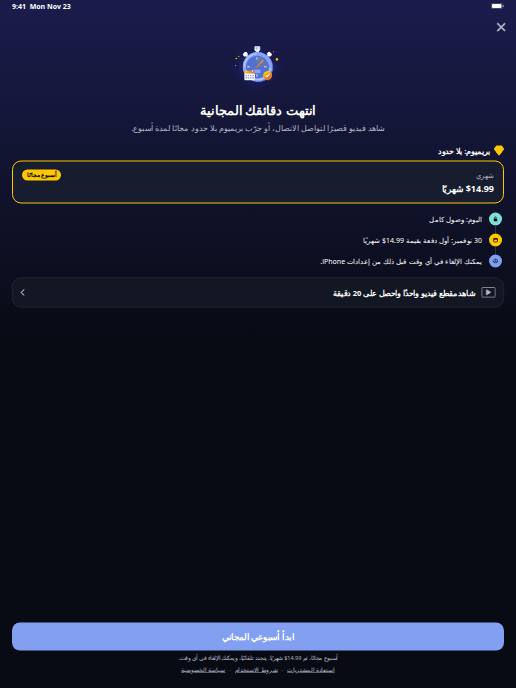 9:41 Mon Nov 23
انتهت دقائقك المجانية
شاهد فيديو قصيرًا لتواصل الاتصال، أو جرّب بريميوم بلا حدود مجانًا لمدة أسبوع.
بريميوم: بلا حدود
شهري
أسبوع مجانًا
14.99$ شهريًا
اليوم: وصول كامل
30 نوفمبر: أول دفعة بقيمة 14.99$ شهريًا
يمكنك الإلغاء في أي وقت قبل ذلك من إعدادات iPhone.
شاهد مقطع فيديو واحدًا واحصل على 20 دقيقة
ابدأ أسبوعي المجاني
أسبوع مجانًا، ثم 14.99$ شهريًا. يتجدد تلقائيًا، ويمكنك الإلغاء في أي وقت.
استعادة المشتريات · شروط الاستخدام · سياسة الخصوصية